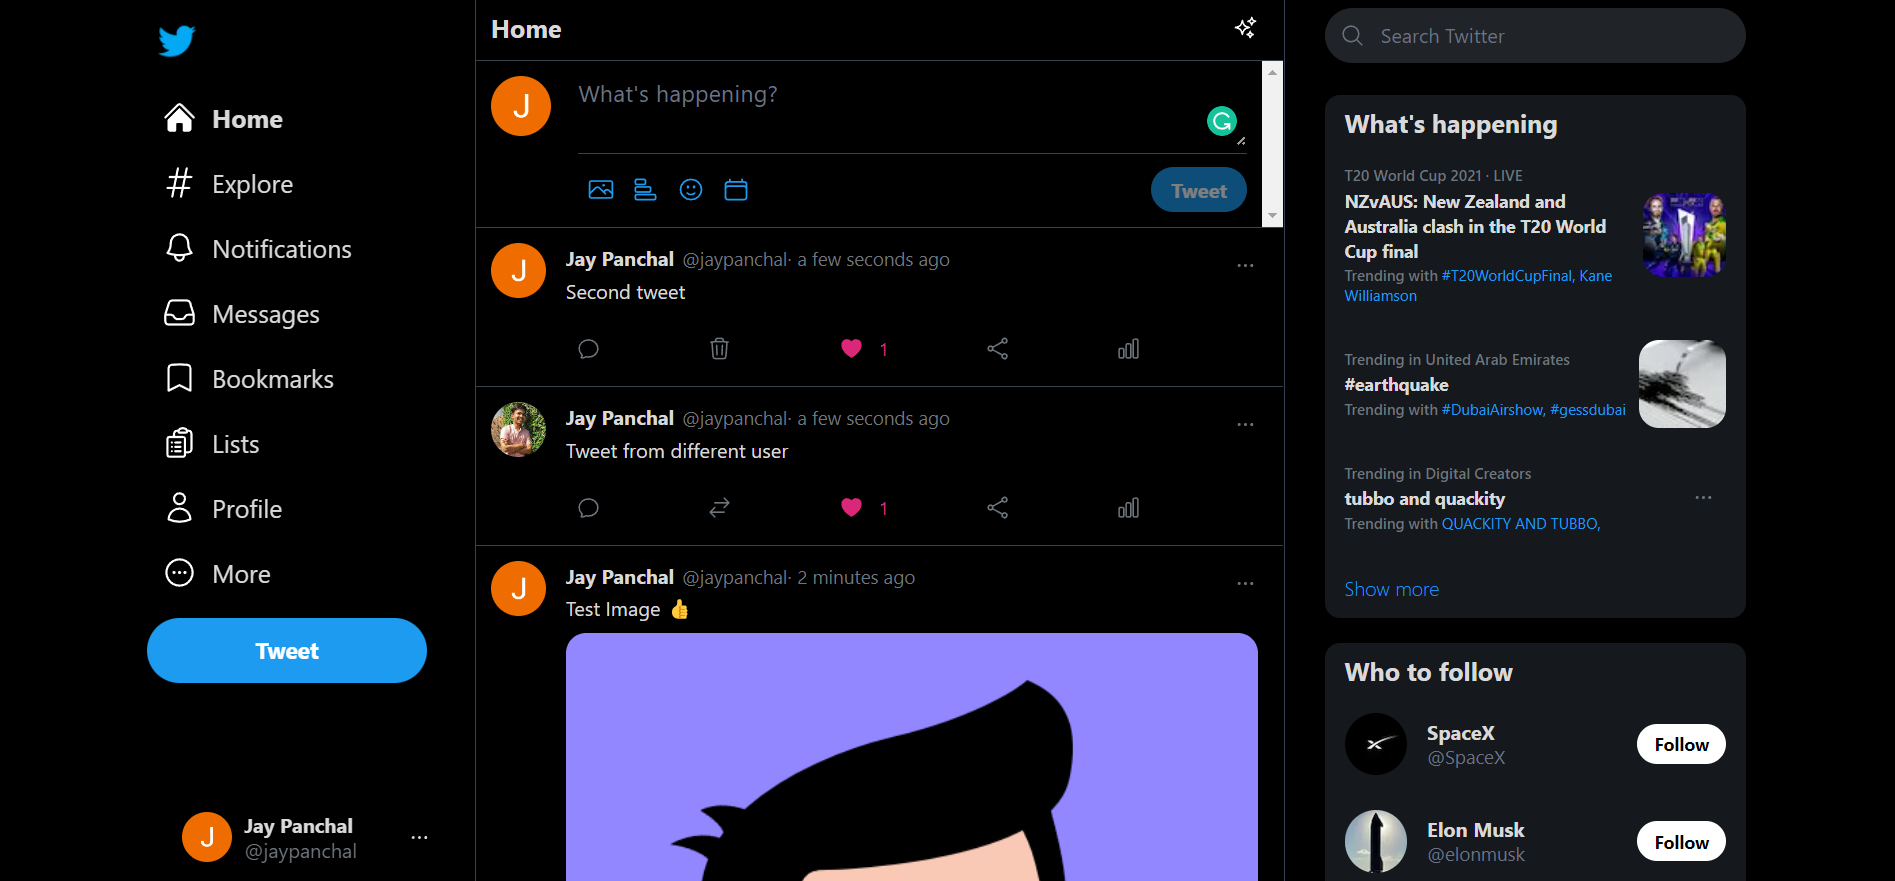 Home
Explore
Notifications
Messages
Bookmarks
Lists
Profile
More
Tweet
J
Jay Panchal
@jaypanchal
Home
J
What's happening?
Tweet
J
Jay Panchal @jaypanchal· a few seconds ago
Second tweet
1
Jay Panchal @jaypanchal· a few seconds ago
Tweet from different user
1
J
Jay Panchal @jaypanchal· 2 minutes ago
Test Image 👍
Search Twitter
What's happening
T20 World Cup 2021 · LIVE
NZvAUS: New Zealand and
Australia clash in the T20 World
Cup final
Trending with #T20WorldCupFinal, Kane
Williamson
Trending in United Arab Emirates
#earthquake
Trending with #DubaiAirshow, #gessdubai
Trending in Digital Creators
tubbo and quackity
Trending with QUACKITY AND TUBBO,
Show more
Who to follow
SpaceX
@SpaceX
Follow
Elon Musk
@elonmusk
Follow